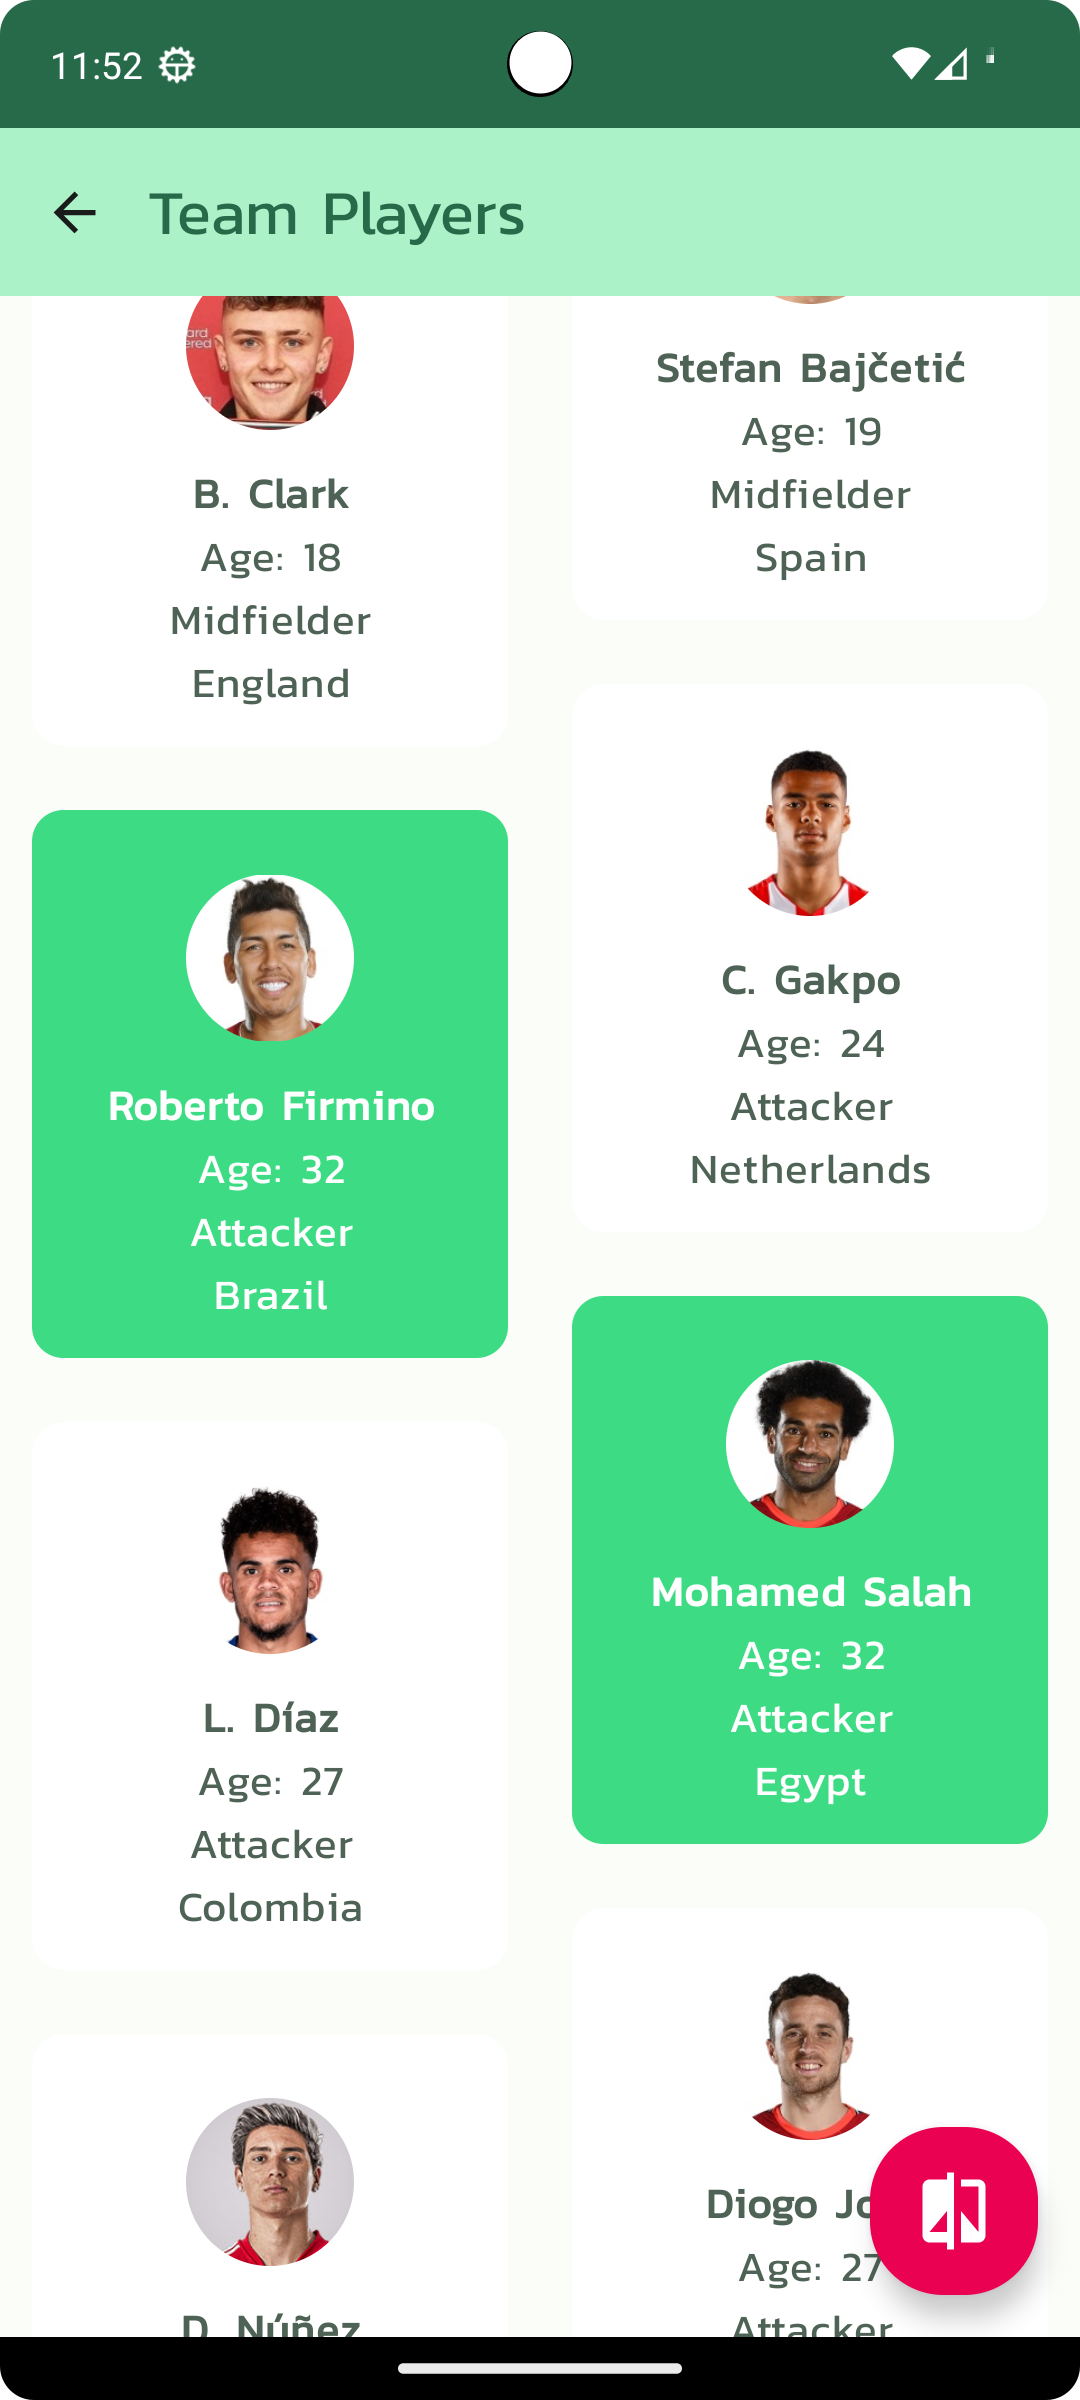 11:52
Team Players
ard
ered
B. Clark
Age: 18
Midfielder
England
Stefan Bajčetić
Age: 19
Midfielder
Spain
Roberto Firmino
Age: 32
Attacker
Brazil
C. Gakpo
Age: 24
Attacker
Netherlands
L. Díaz
Age: 27
Attacker
Colombia
Mohamed Salah
Age: 32
Attacker
Egypt
D. Núñez
Diogo Jo
Age: 27
Attacker